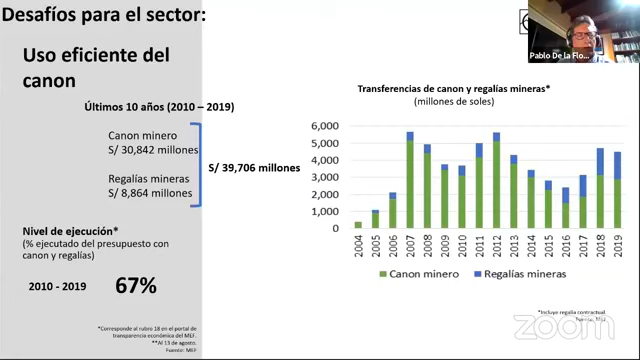 Desafíos para el sector:
Uso eficiente del
canon
Últimos 10 años (2010 – 2019)
Canon minero
S/ 30,842 millones
S/ 39,706 millones
Regalías mineras
S/ 8,864 millones
Nivel de ejecución*
(% ejecutado del presupuesto con
canon y regalías)
2010 - 2019
67%
*Corresponde al rubro 18 en el portal de
transparencia económica del MEF.
**Al 13 de agosto.
Fuente: MEF
Pablo De la Flo...
Transferencias de canon y regalías mineras*
(millones de soles)
6,000
5,000
4,000
3,000
2,000
1,000
0
2004
2005
2006
2007
2008
2009
2010
2011
2012
2013
2014
2015
2016
2017
2018
2019
Canon minero
Regalías mineras
*Incluye regalía contractual.
Fuente:
zoom